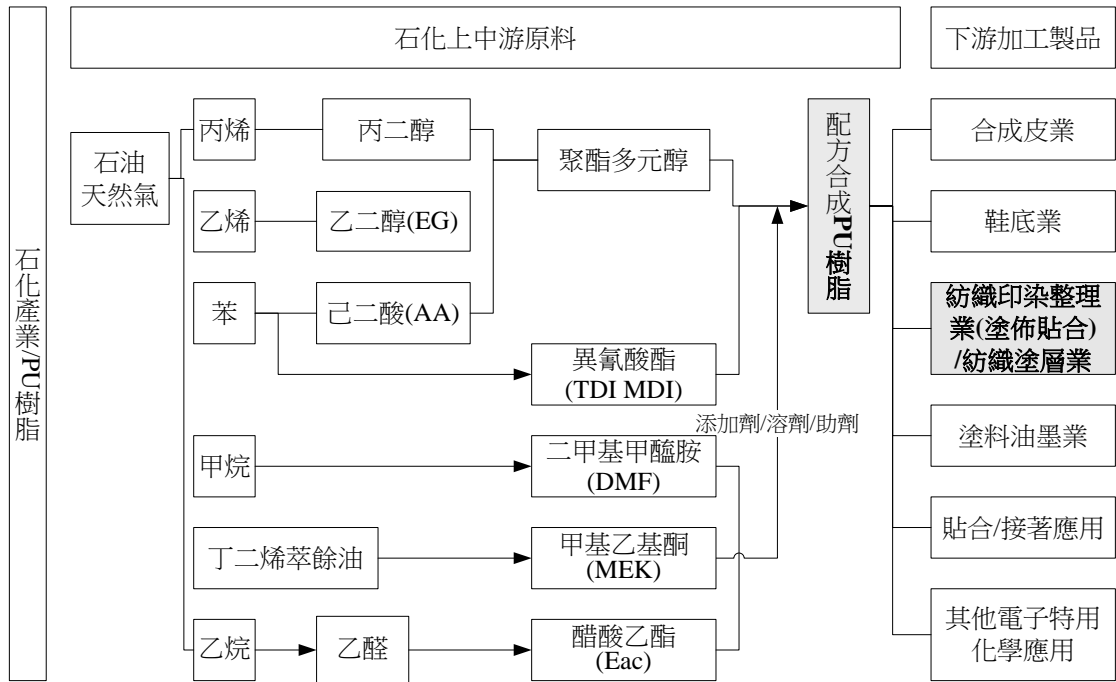 石化上中游原料
下游加工製品
石化產業/PU樹脂
石油
天然氣
丙烯
丙二醇
聚酯多元醇
乙烯
乙二醇(EG)
苯
己二酸(AA)
異氰酸酯
(TDI MDI)
添加劑/溶劑/助劑
甲烷
二甲基甲醯胺
(DMF)
丁二烯萃餘油
甲基乙基酮
(MEK)
乙烷
乙醛
醋酸乙酯
(Eac)
配方合成PU樹脂
合成皮業
鞋底業
紡織印染整理
業(塗佈貼合)
/紡織塗層業
塗料油墨業
貼合/接著應用
其他電子特用
化學應用